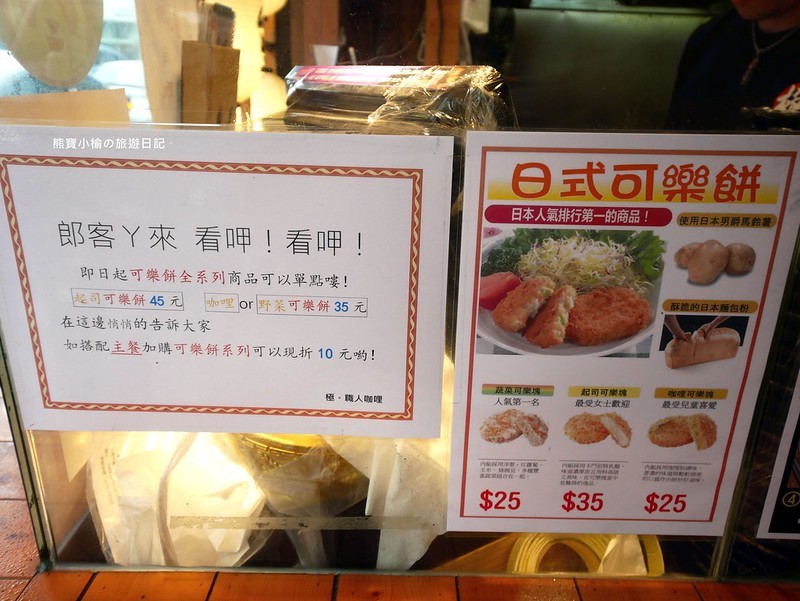 熊寶小榆の旅遊日記
郎客ㄚ來 看呷！看呷！
即日起可樂餅全系列商品可以單點嘍!
起司可樂餅 45 元 咖哩or野菜可樂餅 35 元
在這邊悄悄的告訴大家
如搭配主餐加購可樂餅系列可以現折 10 元喲!
極。職人咖哩
日式可樂餅
日本人氣排行第一的商品！
使用日本男爵馬鈴薯
酥脆的日本麵包粉
蔬菜可樂塊
人氣第一名
$25
起司可樂塊
最受女士歡迎
$35
咖哩可樂塊
最受兒童喜愛
$25
④